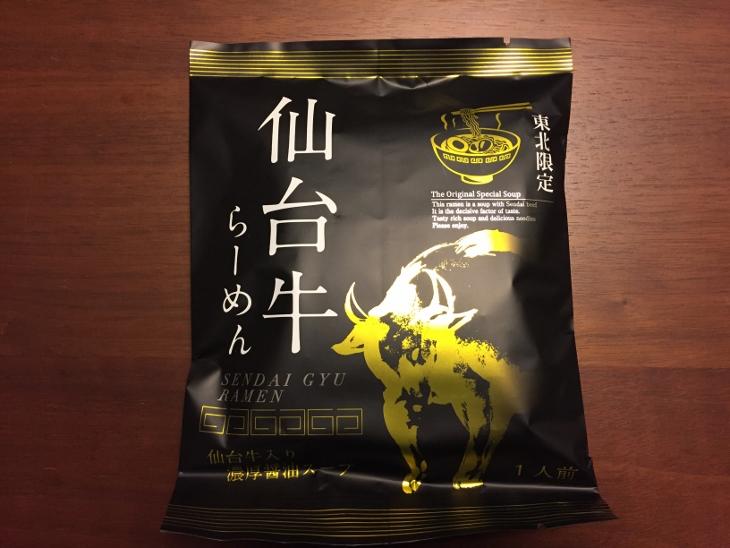 仙台牛
らーめん
SENDAI GYU
RAMEN
仙台牛入り
濃厚醤油スープ
東北限定
The Original Special Soup
This ramen is a soup with Sendai beef
It is the decisive factor of taste.
Tasty rich soup and delicious noodles
Please enjoy.
1人前